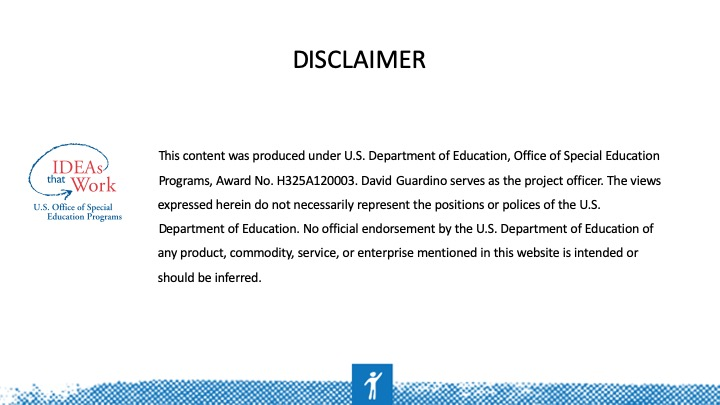 DISCLAIMER
IDEAs
that Work
U.S. Office of Special
Education Programs
This content was produced under U.S. Department of Education, Office of Special Education
Programs, Award No. H325A120003. David Guardino serves as the project officer. The views
expressed herein do not necessarily represent the positions or polices of the U.S.
Department of Education. No official endorsement by the U.S. Department of Education of
any product, commodity, service, or enterprise mentioned in this website is intended or
should be inferred.